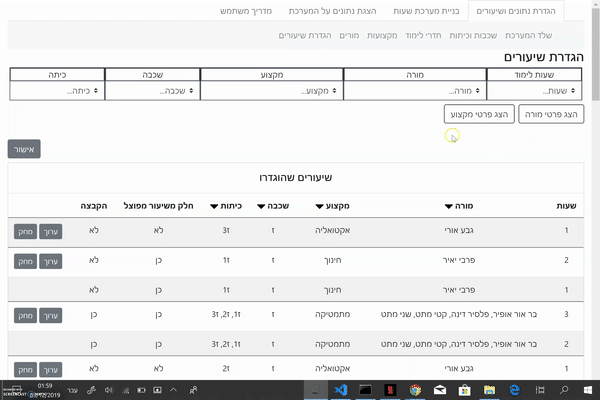 הגדרת נתונים ושיעורים בניית מערכת שעות הצגת נתונים על המערכת מדריך משתמש
שלד המערכת שכבות וכיתות חדרי לימוד מקצועות מורים הגדרת שיעורים
הגדרת שיעורים
שעות לימוד מורה מקצוע שכבה כיתה
שעות... מורה... מקצוע... שכבה... כיתה...
הצג פרטי מורה הצג פרטי מקצוע
אישור
שיעורים שהוגדרו
שעות מורה מקצוע שכבה כיתות חלק משיעור מפוצל הקבצה
1 גבע אורי אקטואליה ז ז3 לא לא ערוך מחק
2 פרבי יאיר חינוך ז ז1 כן לא ערוך מחק
1 פרבי יאיר חינוך ז ז1 כן לא
3 בר אור אופיר, פלסיר דינה, קטי מתט, שני מתט מתמטיקה ז ז1, ז2, ז3 כן כן ערוך מחק
2 בר אור אופיר, פלסיר דינה, קטי מתט, שני מתט מתמטיקה ז ז1, ז2, ז3 כן כן
1 גבע אורי אקטואליה ז ז2 לא לא ערוך מחק
01:59
עבר